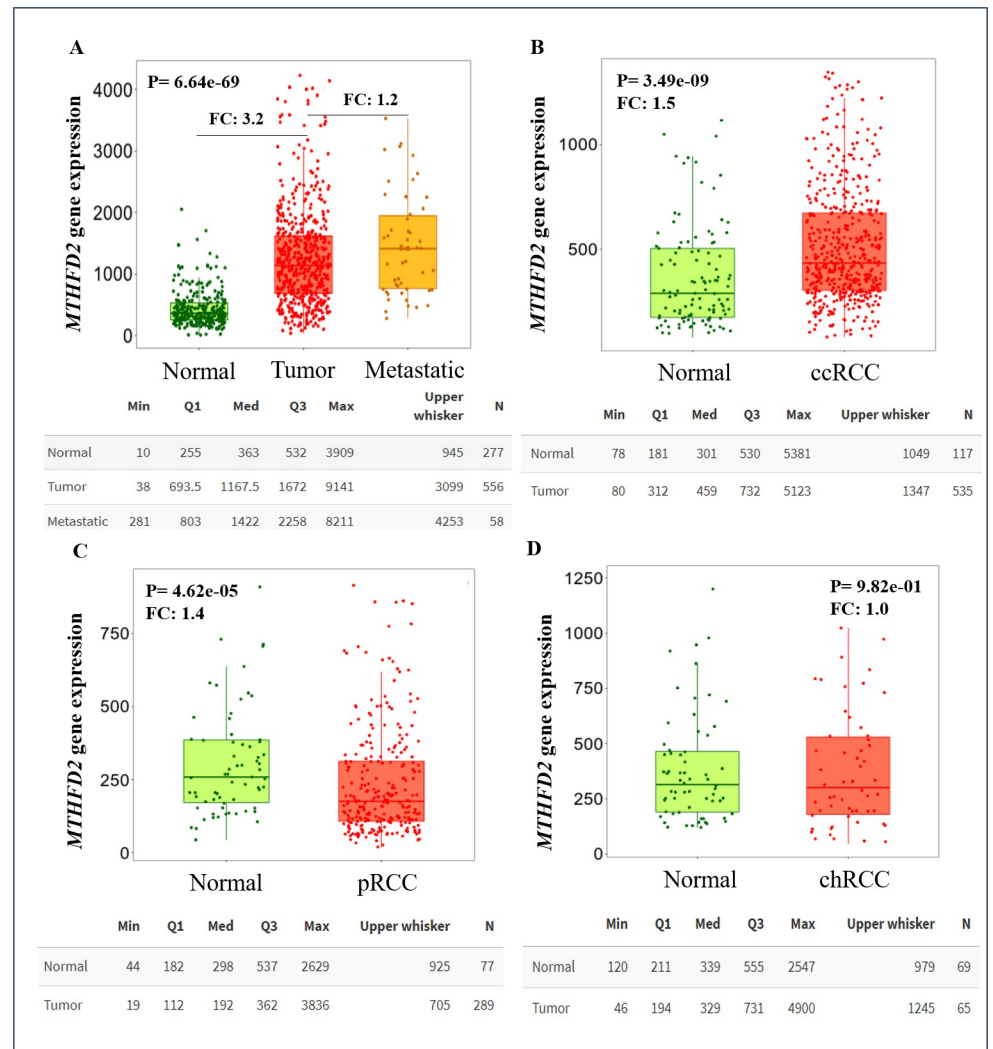 A
P= 6.64e-69
FC: 3.2
FC: 1.2
MTHFD2 gene expression
4000
3000
2000
1000
0
Normal Tumor Metastatic
Min Q1 Med Q3 Max Upper whisker N
Normal 10 255 363 532 3909 945 277
Tumor 38 693.5 1167.5 1672 9141 3099 556
Metastatic 281 803 1422 2258 8211 4253 58
B
P= 3.49e-09
FC: 1.5
MTHFD2 gene expression
1000
500
Normal ccRCC
Min Q1 Med Q3 Max Upper whisker N
Normal 78 181 301 530 5381 1049 117
Tumor 80 312 459 732 5123 1347 535
C
P= 4.62e-05
FC: 1.4
MTHFD2 gene expression
750
500
250
0
Normal pRCC
Min Q1 Med Q3 Max Upper whisker N
Normal 44 182 298 537 2629 925 77
Tumor 19 112 192 362 3836 705 289
D
P= 9.82e-01
FC: 1.0
MTHFD2 gene expression
1250
1000
750
500
250
0
Normal chRCC
Min Q1 Med Q3 Max Upper whisker N
Normal 120 211 339 555 2547 979 69
Tumor 46 194 329 731 4900 1245 65